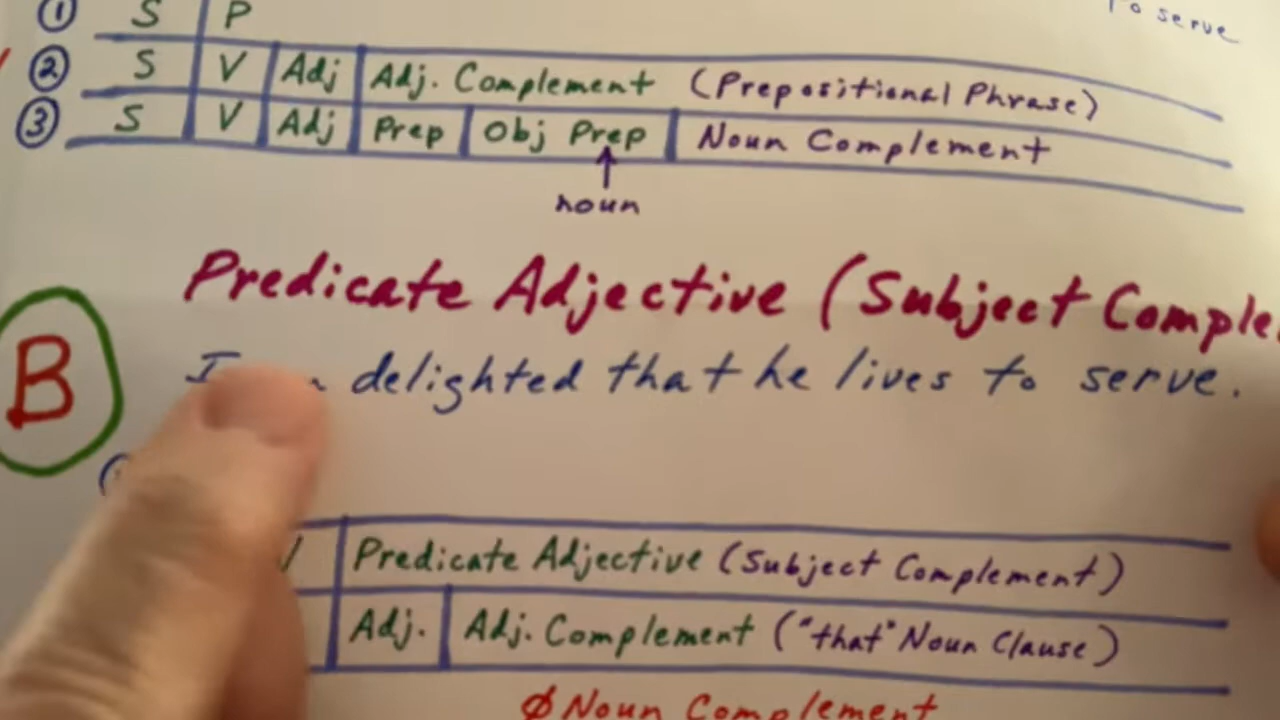 ① S P
To serve
② S V Adj Adj. Complement (Prepositional Phrase)
③ S V Adj Prep Obj Prep Noun Complement
noun
Predicate Adjective (Subject Comple
B
I delighted that he lives to serve.
Predicate Adjective (Subject Complement)
Adj. Adj. Complement ("that" Noun Clause)
Ø Noun Complement